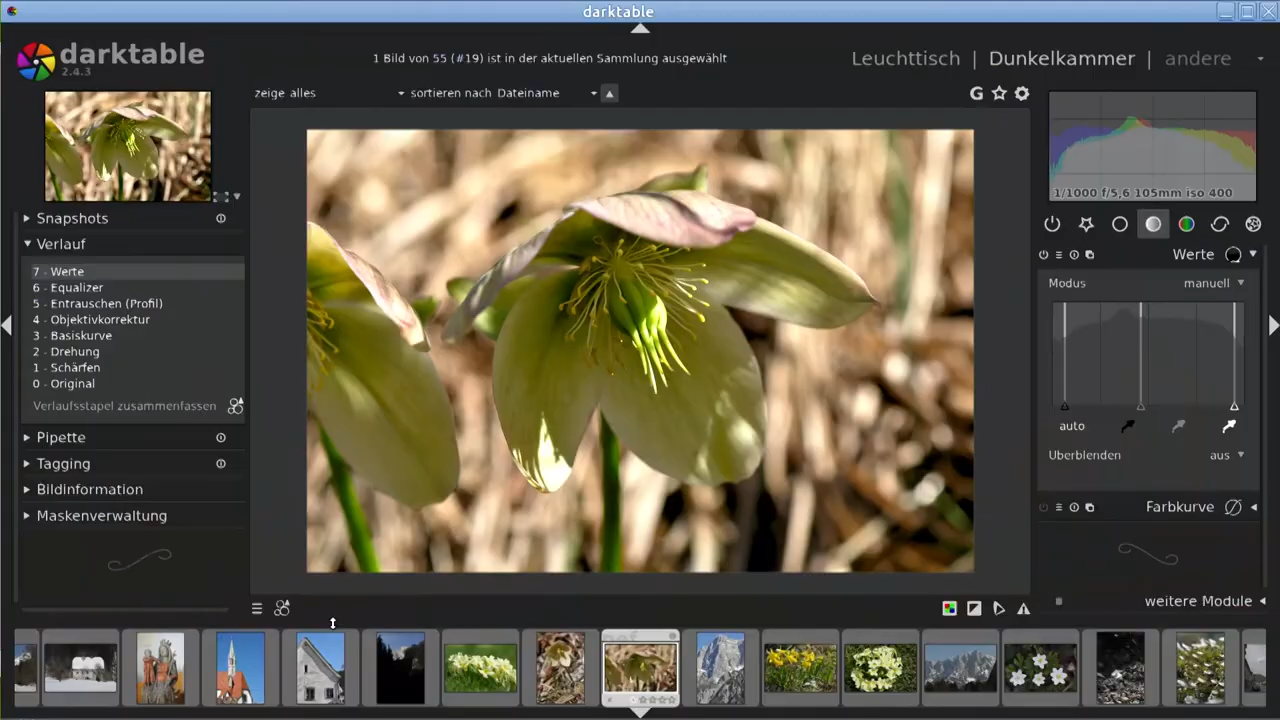 darktable
darktable
2.4.3
1 Bild von 55 (#19) ist in der aktuellen Sammlung ausgewählt
Leuchttisch | Dunkelkammer | andere
zeige alles
sortieren nach Dateiname
G
1/1000 f/5,6 105mm iso 400
Snapshots
Verlauf
7 - Werte
6 - Equalizer
5 - Entrauschen (Profil)
4 - Objektivkorrektur
3 - Basiskurve
2 - Drehung
1 - Schärfen
0 - Original
Verlaufsstapel zusammenfassen
Pipette
Tagging
Bildinformation
Maskenverwaltung
Werte
Modus manuell
auto
Uberblenden aus
Farbkurve
weitere Module